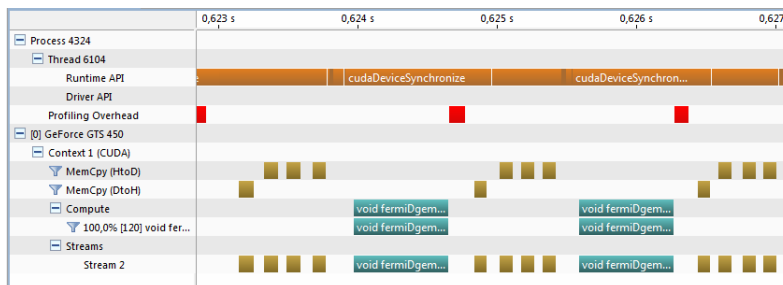 0,623 s 0,624 s 0,625 s 0,626 s 0,627
Process 4324
Thread 6104
Runtime API cudaDeviceSynchronize cudaDeviceSynchron...
Driver API
Profiling Overhead
[0] GeForce GTS 450
Context 1 (CUDA)
MemCpy (HtoD)
MemCpy (DtoH)
Compute void fermiDgem... void fermiDgem...
100,0% [120] void fer... void fermiDgem... void fermiDgem...
Streams
Stream 2 void fermiDgem... void fermiDgem...